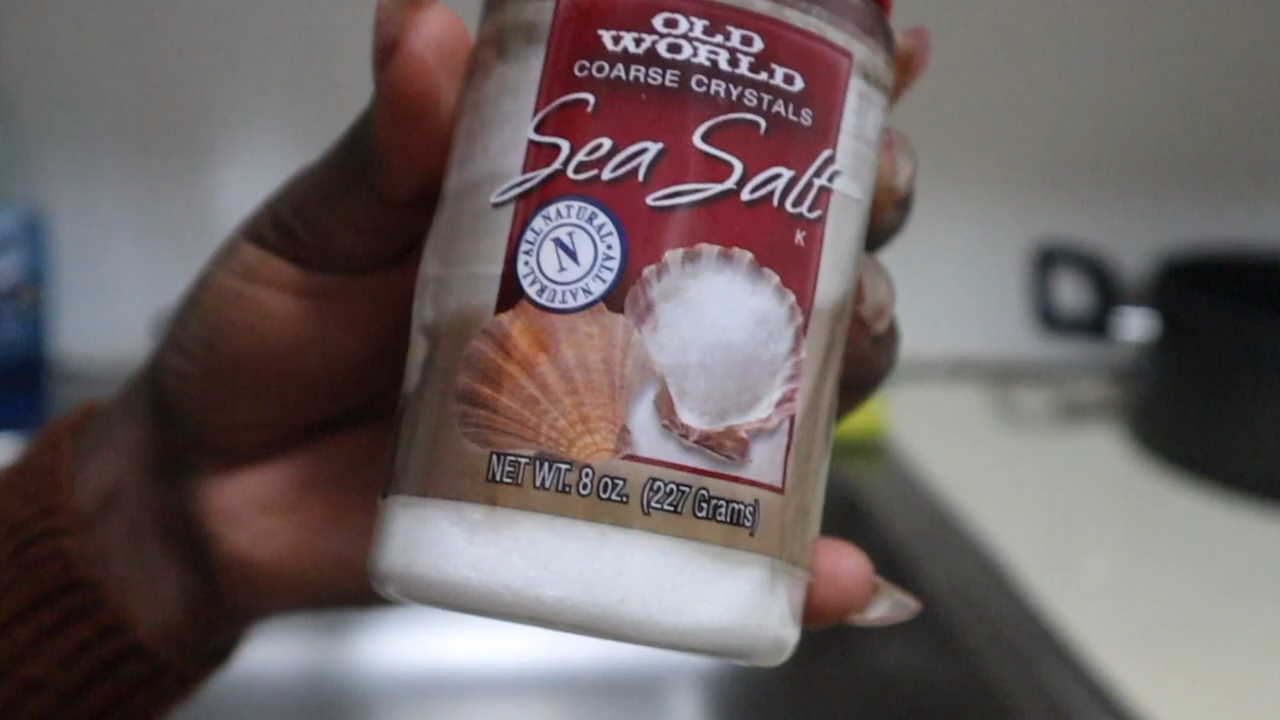 OLD
WORLD
COARSE CRYSTALS
Sea Salt
K
ALL NATURAL · ALL NATURAL ·
N
NET WT. 8 oz. (227 Grams)